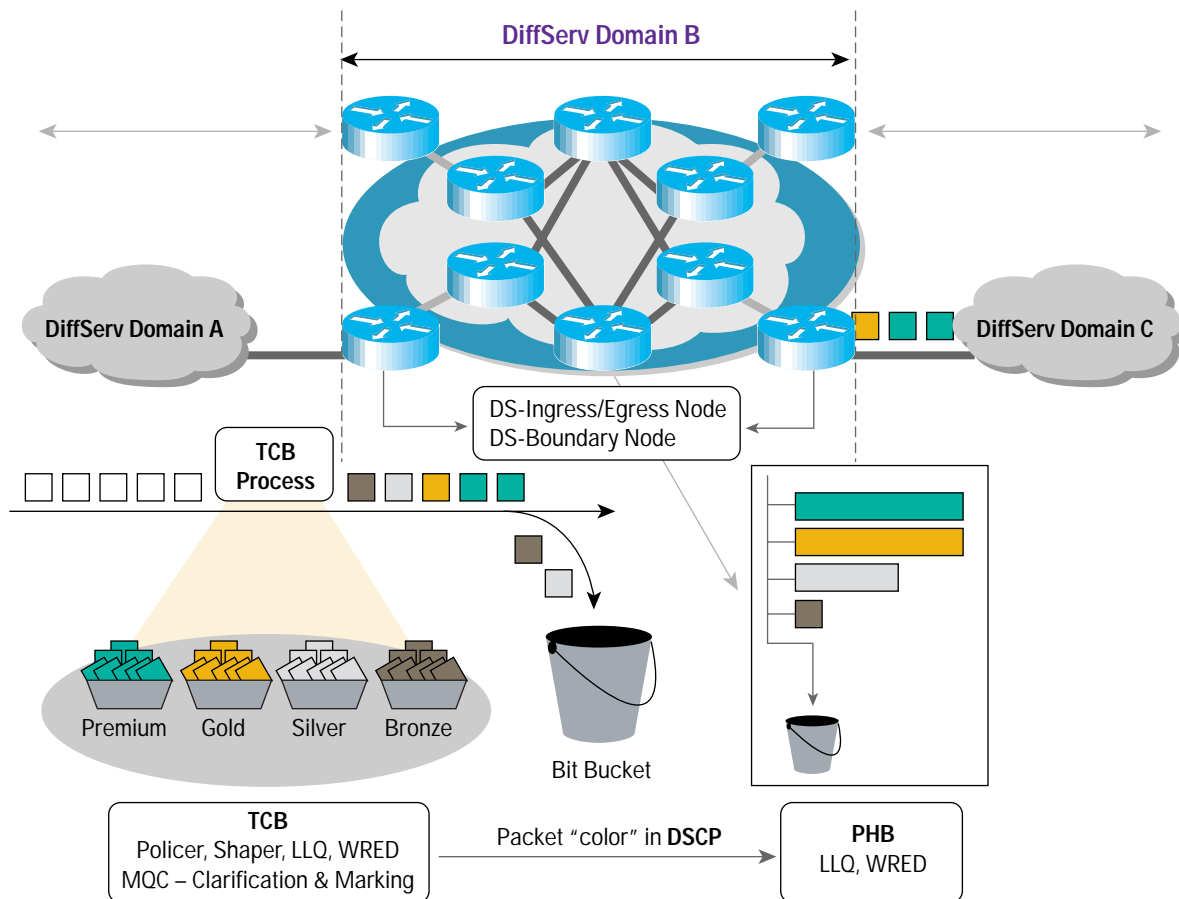 DiffServ Domain B
DiffServ Domain A
DiffServ Domain C
DS-Ingress/Egress Node
DS-Boundary Node
TCB
Process
Premium
Gold
Silver
Bronze
Bit Bucket
TCB
Policer, Shaper, LLQ, WRED
MQC – Clarification & Marking
Packet “color” in DSCP
PHB
LLQ, WRED